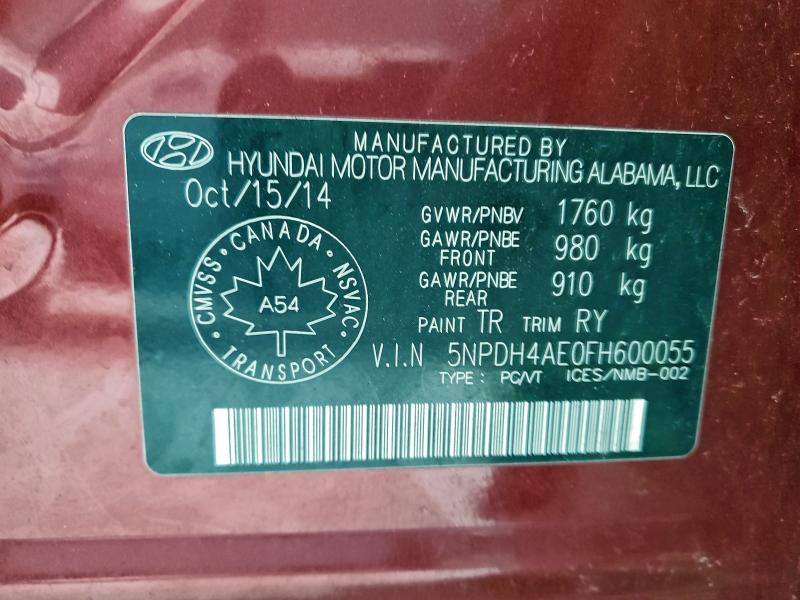 MANUFACTURED BY
HYUNDAI MOTOR MANUFACTURING ALABAMA, LLC
Oct/15/14
GVWR/PNBV 1760 kg
GAWR/PNBE FRONT 980 kg
GAWR/PNBE REAR 910 kg
PAINT TR TRIM RY
V.I.N 5NPDH4AE0FH600055
TYPE : PC/VT ICES/NMB-002
CMVSS · CANADA · NSVAC · TRANSPORT ·
A54